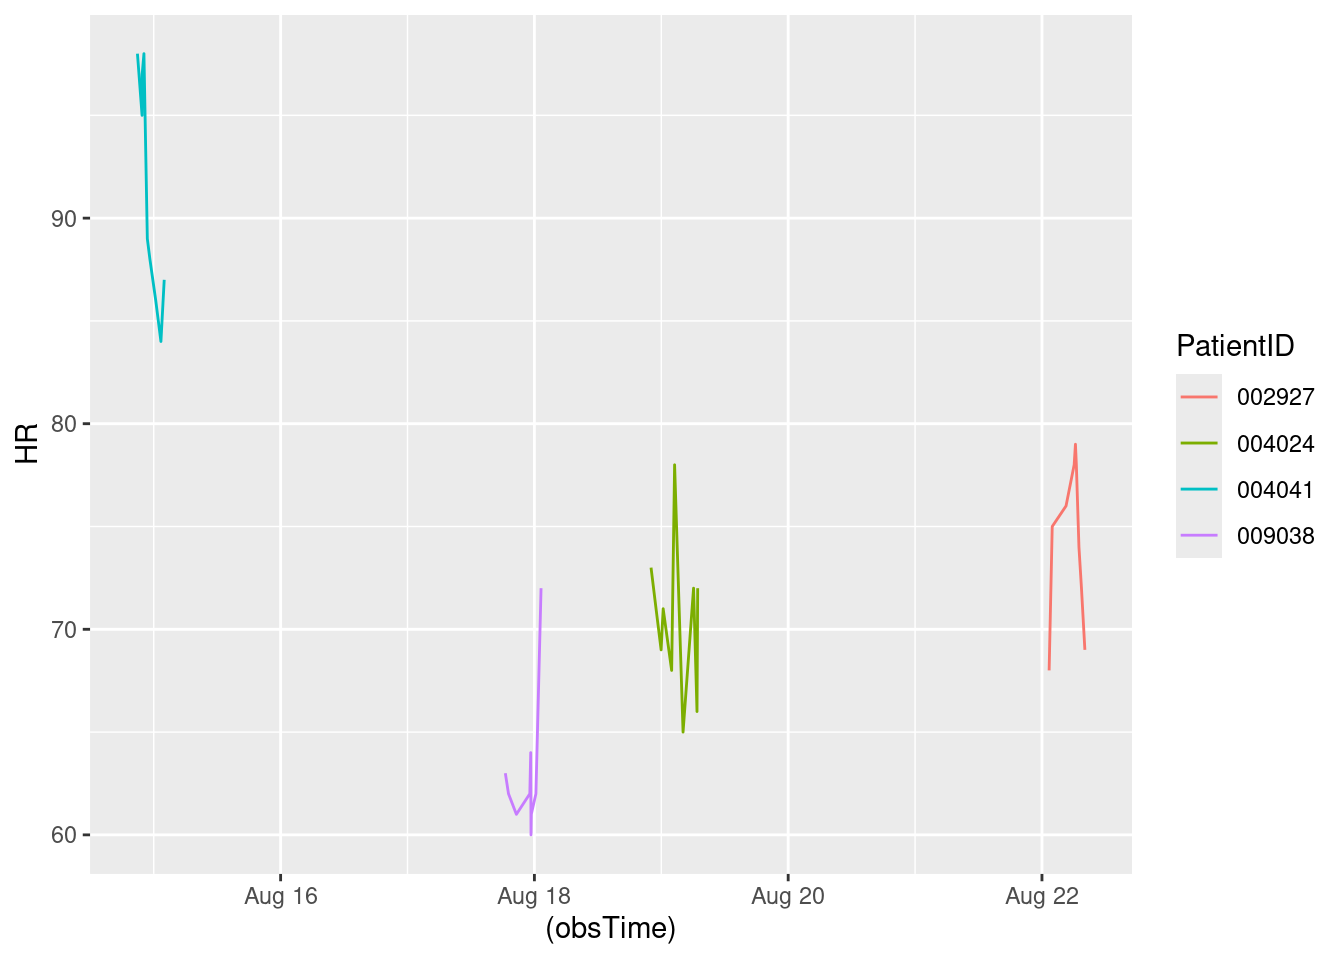 90
80
70
60
HR
Aug 16
Aug 18
Aug 20
Aug 22
(obsTime)
PatientID
002927
004024
004041
009038